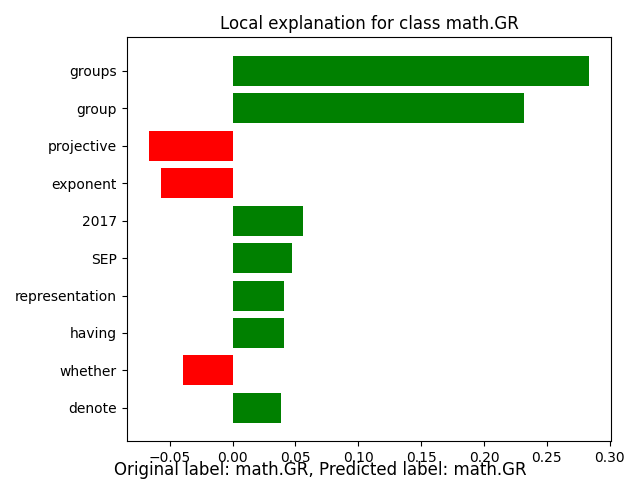 Local explanation for class math.GR
groups
group
projective
exponent
2017
SEP
representation
having
whether
denote
−0.05 0.00 0.05 0.10 0.15 0.20 0.25 0.30
Original label: math.GR, Predicted label: math.GR